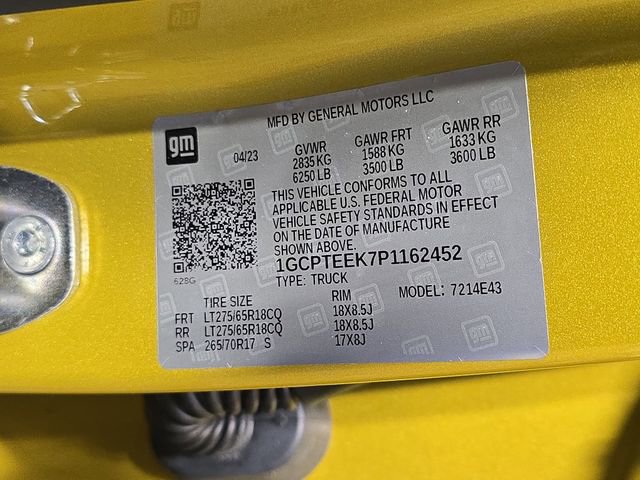 MFD BY GENERAL MOTORS LLC
gm
04/23
GVWR GAWR FRT GAWR RR
2835 KG 1588 KG 1633 KG
6250 LB 3500 LB 3600 LB
THIS VEHICLE CONFORMS TO ALL
APPLICABLE U.S. FEDERAL MOTOR
VEHICLE SAFETY STANDARDS IN EFFECT
ON THE DATE OF MANUFACTURE
SHOWN ABOVE.
1GCPTEEK7P1162452
628G
TYPE: TRUCK
MODEL: 7214E43
TIRE SIZE RIM
FRT LT275/65R18CQ 18X8.5J
RR LT275/65R18CQ 18X8.5J
SPA 265/70R17 S 17X8J